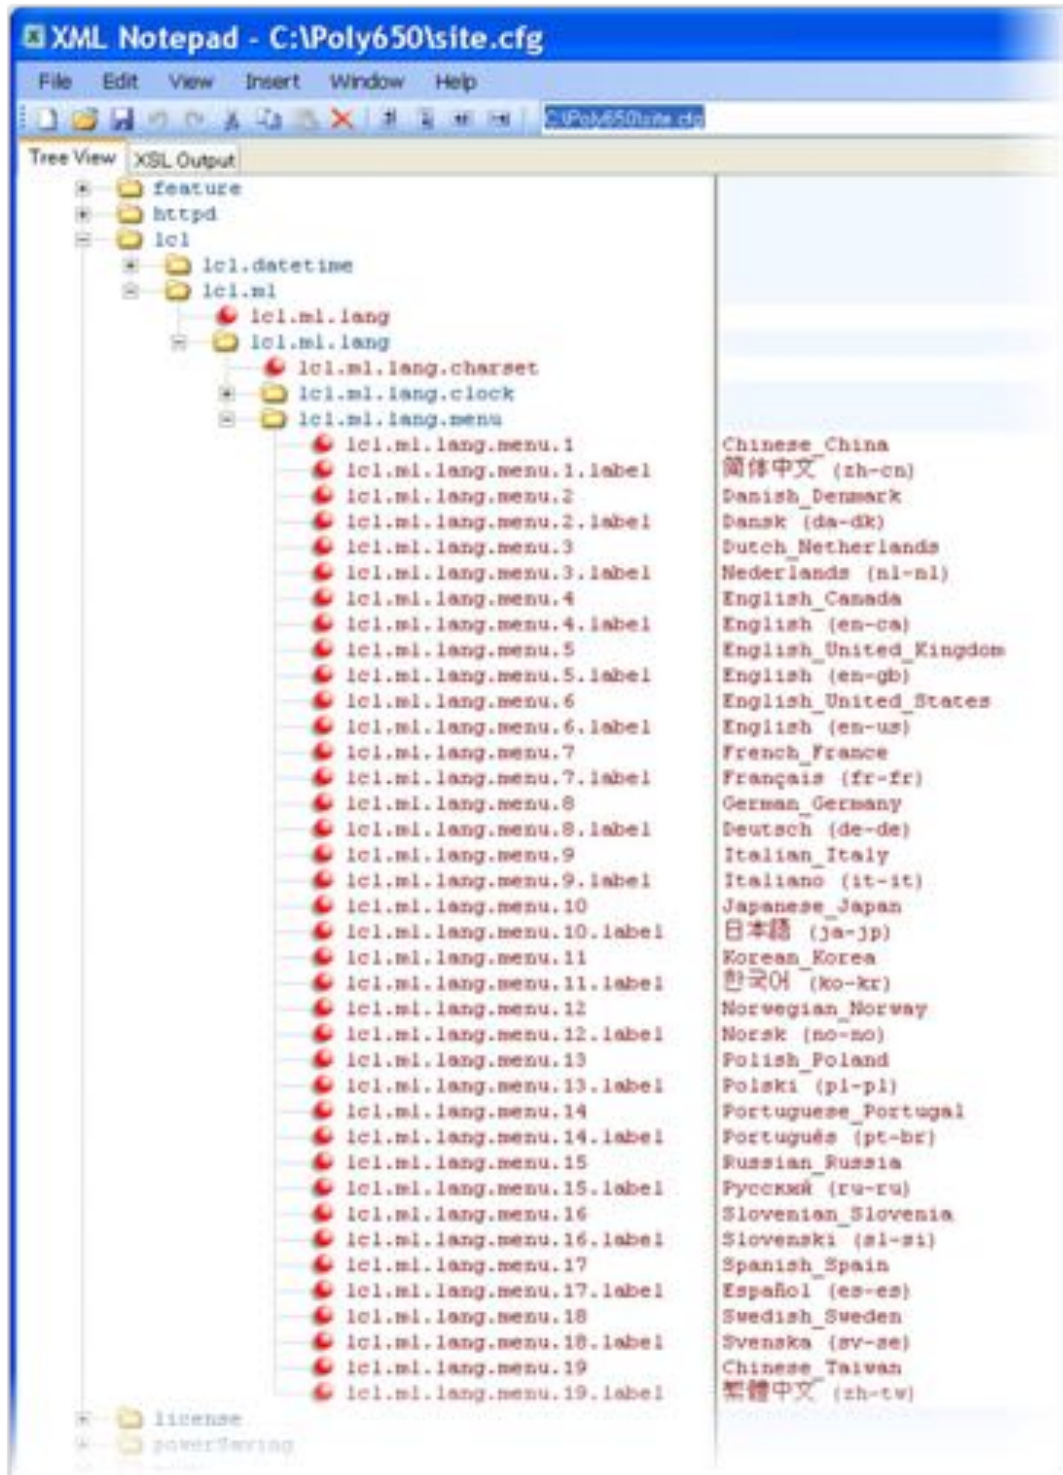 XML Notepad - C:\Poly650\site.cfg
File Edit View Insert Window Help
C:\Poly650\site.cfg
Tree View XSL Output
feature
httpd
lcl
lcl.datetime
lcl.ml
lcl.ml.lang
lcl.ml.lang
lcl.ml.lang.charset
lcl.ml.lang.clock
lcl.ml.lang.menu
lcl.ml.lang.menu.1 Chinese_China
lcl.ml.lang.menu.1.label 简体中文 (zh-cn)
lcl.ml.lang.menu.2 Danish_Denmark
lcl.ml.lang.menu.2.label Dansk (da-dk)
lcl.ml.lang.menu.3 Dutch_Netherlands
lcl.ml.lang.menu.3.label Nederlands (nl-nl)
lcl.ml.lang.menu.4 English_Canada
lcl.ml.lang.menu.4.label English (en-ca)
lcl.ml.lang.menu.5 English_United_Kingdom
lcl.ml.lang.menu.5.label English (en-gb)
lcl.ml.lang.menu.6 English_United_States
lcl.ml.lang.menu.6.label English (en-us)
lcl.ml.lang.menu.7 French_France
lcl.ml.lang.menu.7.label Français (fr-fr)
lcl.ml.lang.menu.8 German_Germany
lcl.ml.lang.menu.8.label Deutsch (de-de)
lcl.ml.lang.menu.9 Italian_Italy
lcl.ml.lang.menu.9.label Italiano (it-it)
lcl.ml.lang.menu.10 Japanese_Japan
lcl.ml.lang.menu.10.label 日本語 (ja-jp)
lcl.ml.lang.menu.11 Korean_Korea
lcl.ml.lang.menu.11.label 한국어 (ko-kr)
lcl.ml.lang.menu.12 Norwegian_Norway
lcl.ml.lang.menu.12.label Norsk (no-no)
lcl.ml.lang.menu.13 Polish_Poland
lcl.ml.lang.menu.13.label Polski (pl-pl)
lcl.ml.lang.menu.14 Portuguese_Portugal
lcl.ml.lang.menu.14.label Português (pt-br)
lcl.ml.lang.menu.15 Russian_Russia
lcl.ml.lang.menu.15.label Русский (ru-ru)
lcl.ml.lang.menu.16 Slovenian_Slovenia
lcl.ml.lang.menu.16.label Slovenski (sl-si)
lcl.ml.lang.menu.17 Spanish_Spain
lcl.ml.lang.menu.17.label Español (es-es)
lcl.ml.lang.menu.18 Swedish_Sweden
lcl.ml.lang.menu.18.label Svenska (sv-se)
lcl.ml.lang.menu.19 Chinese_Taiwan
lcl.ml.lang.menu.19.label 繁體中文 (zh-tw)
license
powerSaving